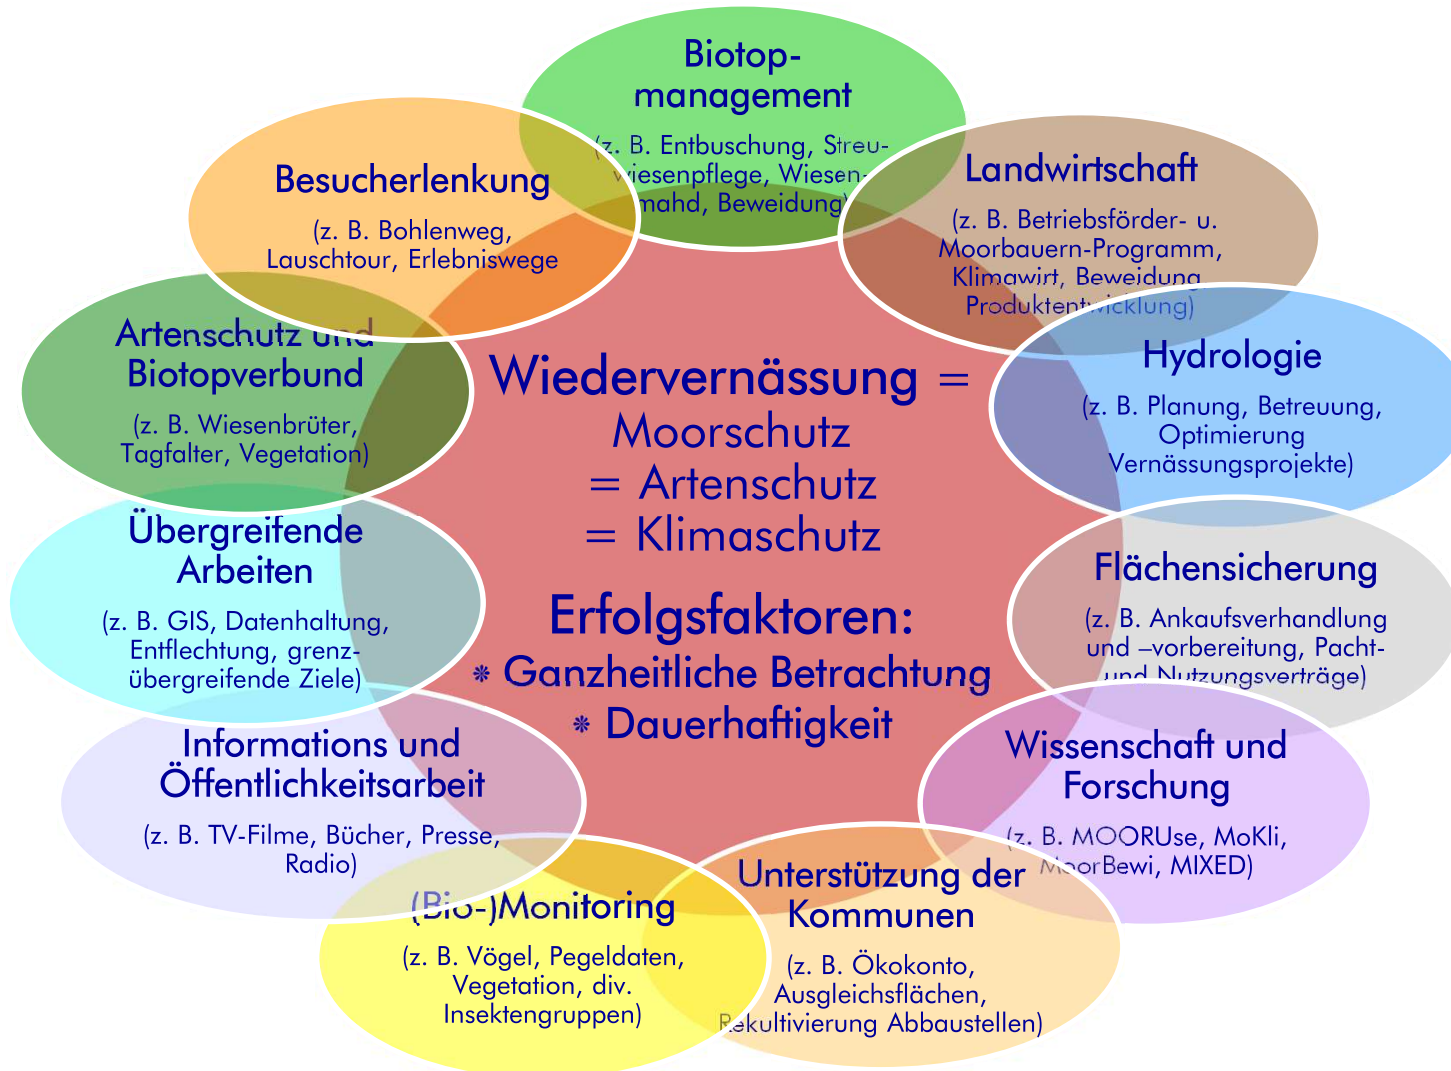 Biotop-
management
(z. B. Entbuschung, Streu-
wiesenpflege, Wiesen-
mahd, Beweidung)
Landwirtschaft
(z. B. Betriebsförder- u.
Moorbauern-Programm,
Klimawirt, Beweidung,
Produktentwicklung)
Hydrologie
(z. B. Planung, Betreuung,
Optimierung
Vernässungsprojekte)
Flächensicherung
(z. B. Ankaufsverhandlung
und –vorbereitung, Pacht-
und Nutzungsverträge)
Wissenschaft und
Forschung
(z. B. MOORUse, MoKli,
MoorBewi, MIXED)
Unterstützung der
Kommunen
(z. B. Ökokonto,
Ausgleichsflächen,
Rekultivierung Abbaustellen)
(Bio-)Monitoring
(z. B. Vögel, Pegeldaten,
Vegetation, div.
Insektengruppen)
Informations und
Öffentlichkeitsarbeit
(z. B. TV-Filme, Bücher, Presse,
Radio)
Übergreifende
Arbeiten
(z. B. GIS, Datenhaltung,
Entflechtung, grenz-
übergreifende Ziele)
Artenschutz und
Biotopverbund
(z. B. Wiesenbrüter,
Tagfalter, Vegetation)
Besucherlenkung
(z. B. Bohlenweg,
Lauschtour, Erlebniswege
Wiedervernässung =
Moorschutz
= Artenschutz
= Klimaschutz
Erfolgsfaktoren:
* Ganzheitliche Betrachtung
* Dauerhaftigkeit